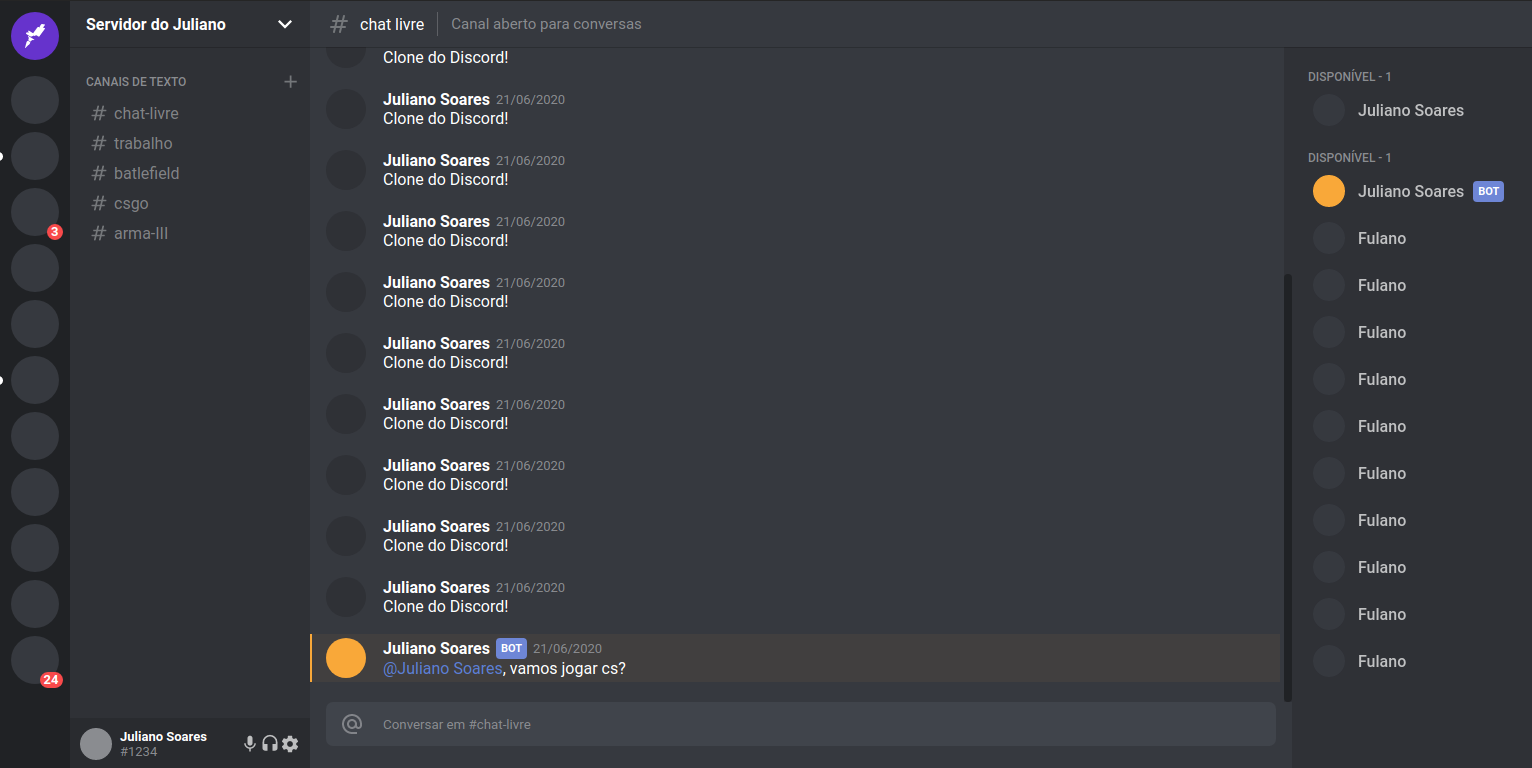 Servidor do Juliano
CANAIS DE TEXTO +
# chat-livre
# trabalho
# batlefield
# csgo
# arma-III
3
24
Juliano Soares
#1234
# chat livre Canal aberto para conversas
Clone do Discord!
Juliano Soares 21/06/2020
Clone do Discord!
Juliano Soares 21/06/2020
Clone do Discord!
Juliano Soares 21/06/2020
Clone do Discord!
Juliano Soares 21/06/2020
Clone do Discord!
Juliano Soares 21/06/2020
Clone do Discord!
Juliano Soares 21/06/2020
Clone do Discord!
Juliano Soares 21/06/2020
Clone do Discord!
Juliano Soares 21/06/2020
Clone do Discord!
Juliano Soares 21/06/2020
Clone do Discord!
Juliano Soares BOT 21/06/2020
@Juliano Soares, vamos jogar cs?
@ Conversar em #chat-livre
DISPONÍVEL - 1
Juliano Soares
DISPONÍVEL - 1
Juliano Soares BOT
Fulano
Fulano
Fulano
Fulano
Fulano
Fulano
Fulano
Fulano
Fulano
Fulano